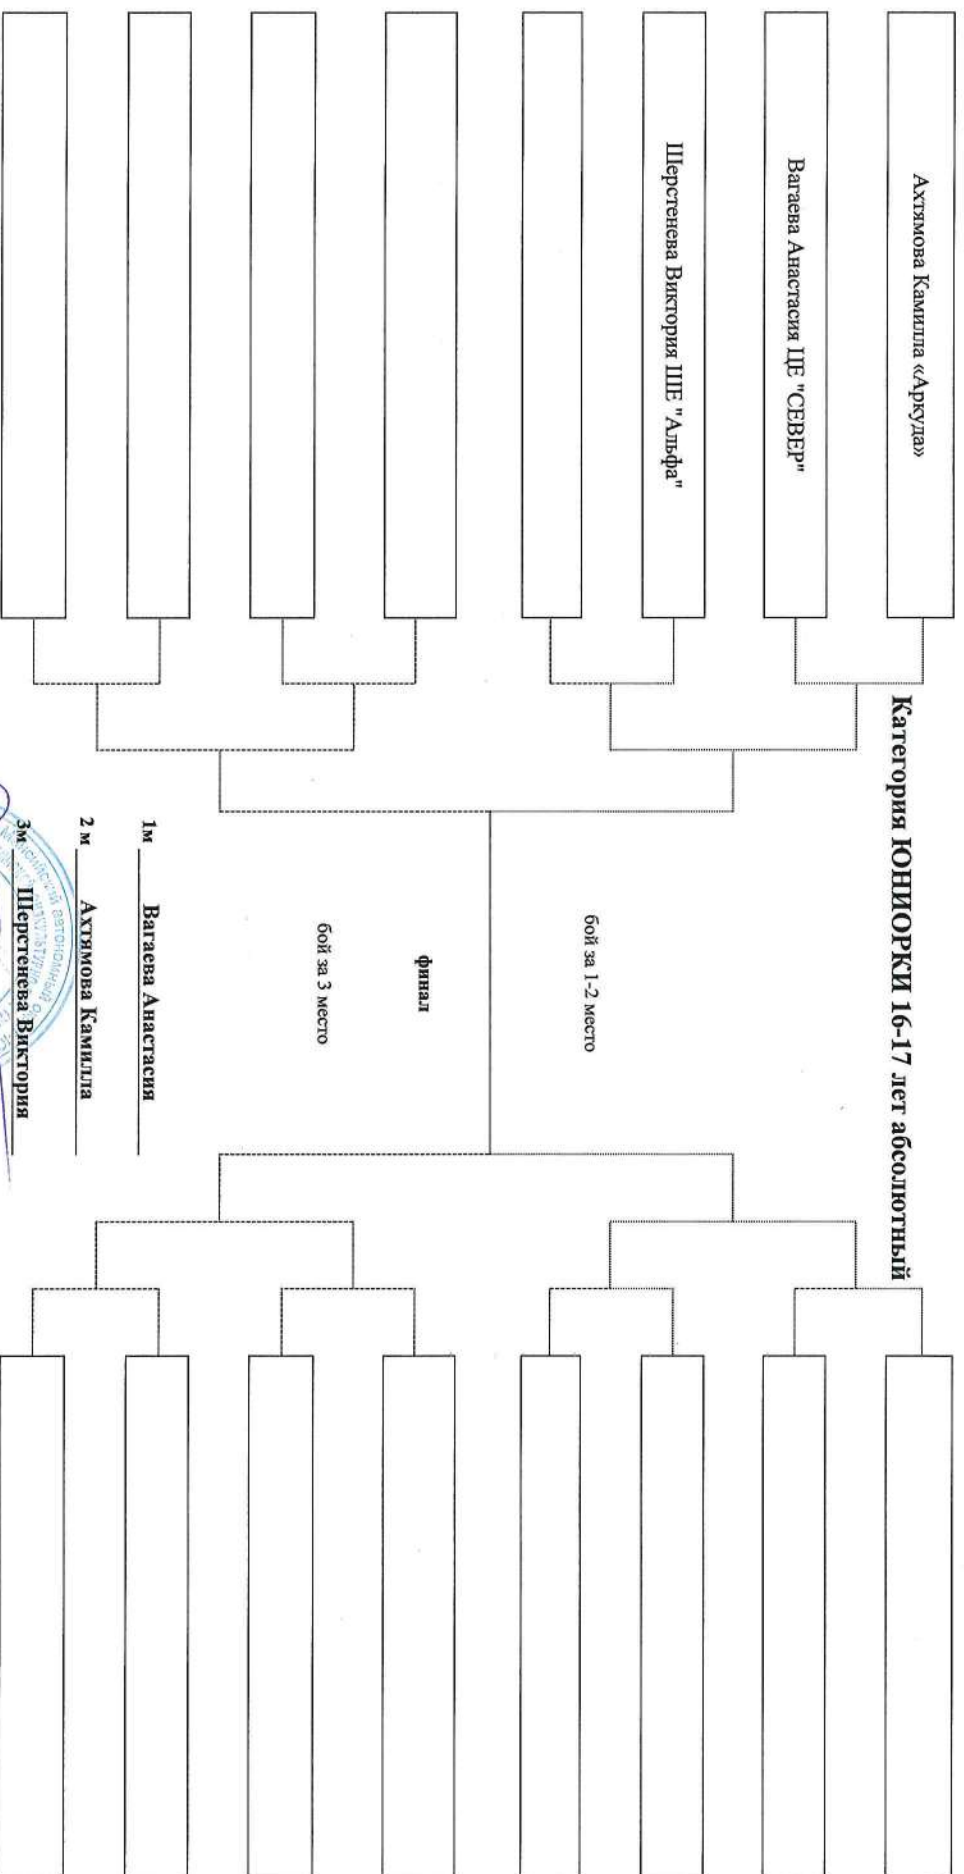 Категория ЮНИОРКИ 16-17 лет абсолютный
Ахтямова Камилла «Аркуда»
Вагаева Анастасия ЦЕ "СЕВЕР"
Шерстенева Виктория ШЕ "Альфа"
бой за 1-2 место
финал
бой за 3 место
1м Вагаева Анастасия
2 м Ахтямова Камилла
3м Шерстенева Виктория
автономный